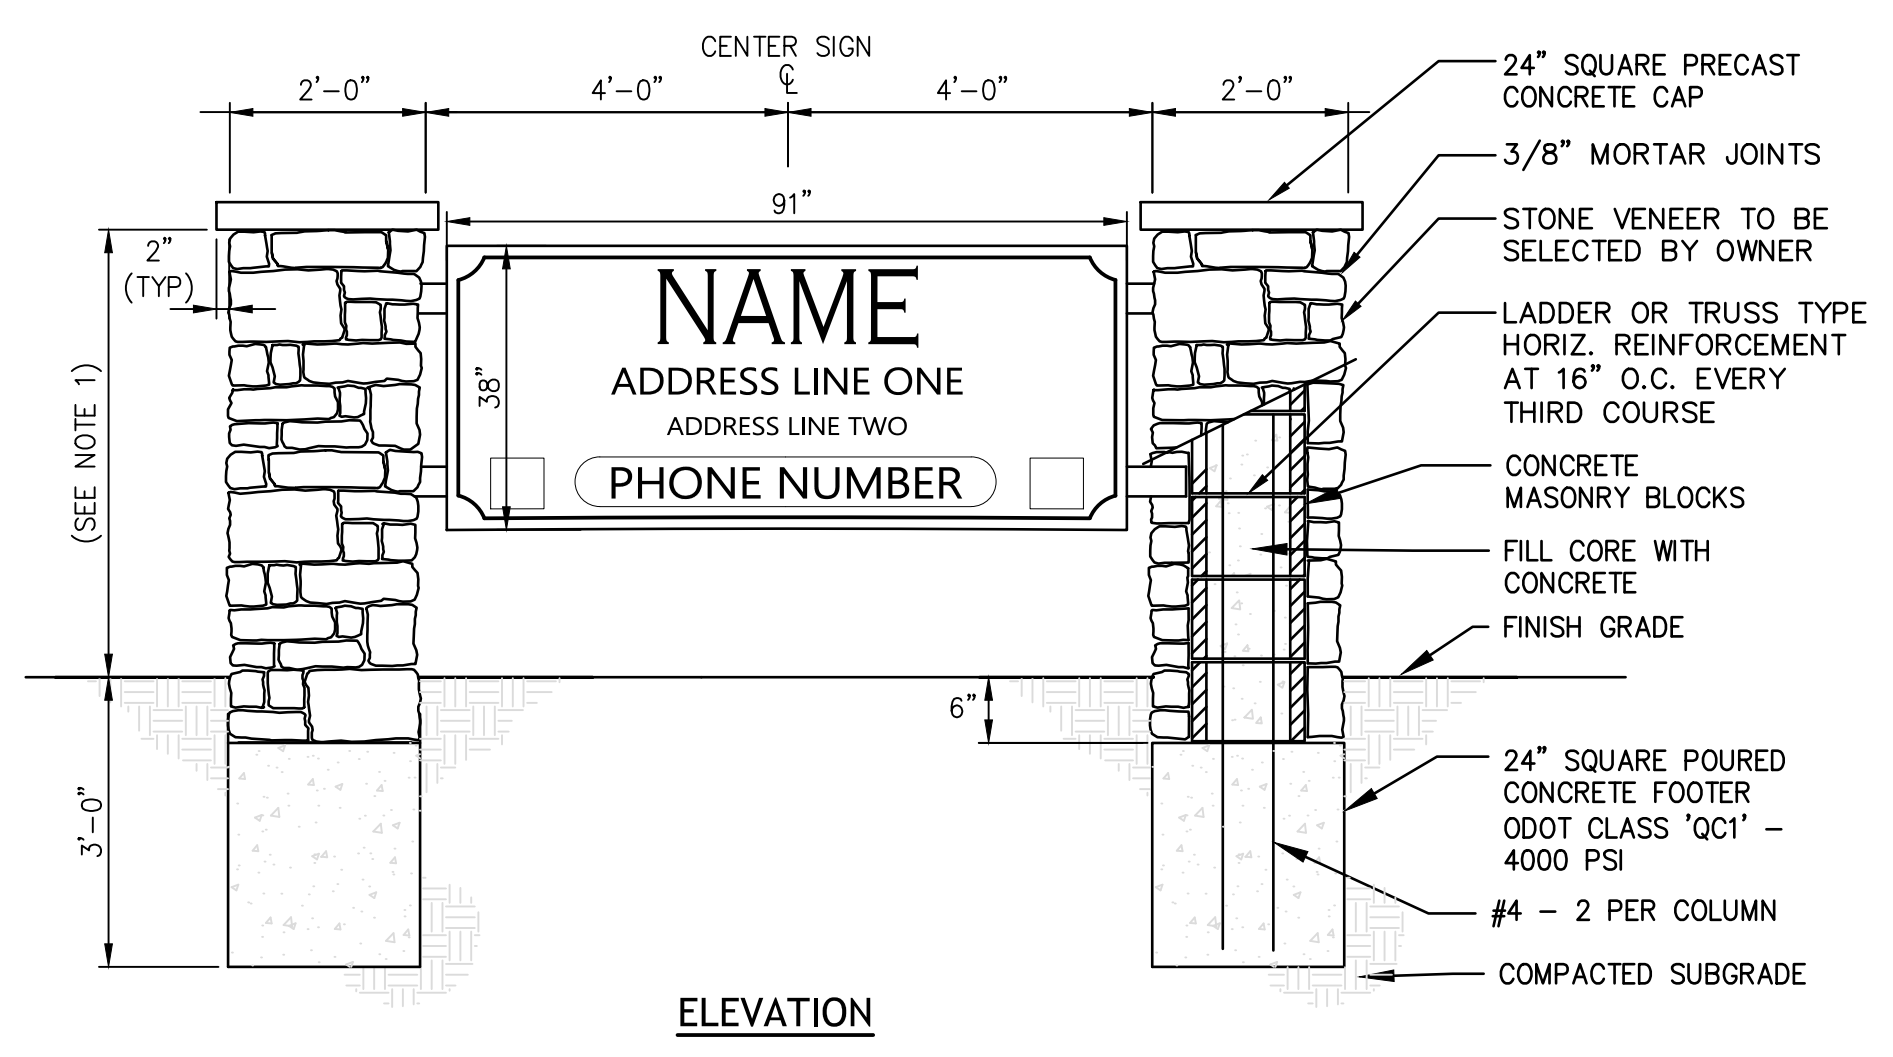 CENTER SIGN
℄
2'-0"
4'-0"
4'-0"
2'-0"
91"
2"
(TYP)
38"
(SEE NOTE 1)
3'-0"
6"
NAME
ADDRESS LINE ONE
ADDRESS LINE TWO
PHONE NUMBER
24" SQUARE PRECAST
CONCRETE CAP
3/8" MORTAR JOINTS
STONE VENEER TO BE
SELECTED BY OWNER
LADDER OR TRUSS TYPE
HORIZ. REINFORCEMENT
AT 16" O.C. EVERY
THIRD COURSE
CONCRETE
MASONRY BLOCKS
FILL CORE WITH
CONCRETE
FINISH GRADE
24" SQUARE POURED
CONCRETE FOOTER
ODOT CLASS 'QC1' –
4000 PSI
#4 – 2 PER COLUMN
COMPACTED SUBGRADE
ELEVATION